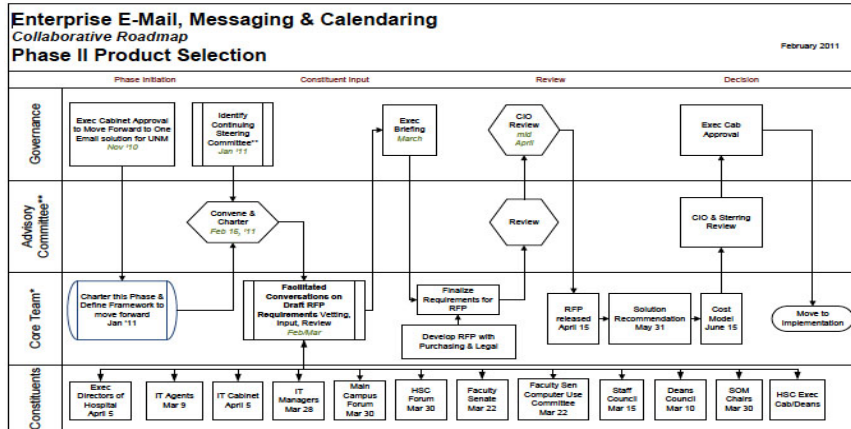 Enterprise E-Mail, Messaging & Calendaring
Collaborative Roadmap
Phase II Product Selection
February 2011
Phase Initiation
Constituent Input
Review
Decision
Governance
Exec Cabinet Approval
to Move Forward to One
Email solution for UNM
Nov '10
Identify
Continuing
Steering
Committee**
Jan '11
Exec
Briefing
March
CIO
Review
mid
April
Exec Cab
Approval
Advisory
Committee**
Convene &
Charter
Feb 16, '11
Review
CIO & Sterring
Review
Core Team*
Charter this Phase &
Define Framework to
move forward
Jan '11
Facilitated
Conversations on
Draft RFP
Requirements Vetting,
Input, Review
Feb/Mar
Finalize
Requirements for
RFP
Develop RFP with
Purchasing & Legal
RFP
released
April 15
Solution
Recommendation
May 31
Cost
Model
June 15
Move to
Implementation
Constituents
Exec
Directors of
Hospital
April 5
IT Agents
Mar 9
IT Cabinet
April 5
IT
Managers
Mar 28
Main
Campus
Forum
Mar 30
HSC
Forum
Mar 30
Faculty
Senate
Mar 22
Faculty Sen
Computer Use
Committee
Mar 22
Staff
Council
Mar 15
Deans
Council
Mar 10
SOM
Chairs
Mar 30
HSC Exec
Cab/Deans